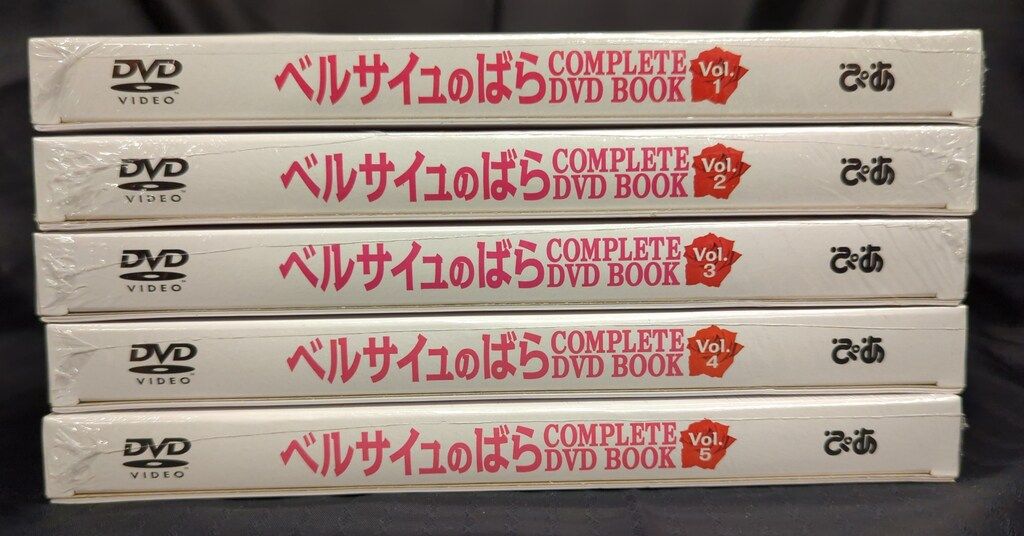 DVD VIDEO ベルサイユのばら COMPLETE DVD BOOK Vol. 1 ぴあ
DVD VIDEO ベルサイユのばら COMPLETE DVD BOOK Vol. 2 ぴあ
DVD VIDEO ベルサイユのばら COMPLETE DVD BOOK Vol. 3 ぴあ
DVD VIDEO ベルサイユのばら COMPLETE DVD BOOK Vol. 4 ぴあ
DVD VIDEO ベルサイユのばら COMPLETE DVD BOOK Vol. 5 ぴあ